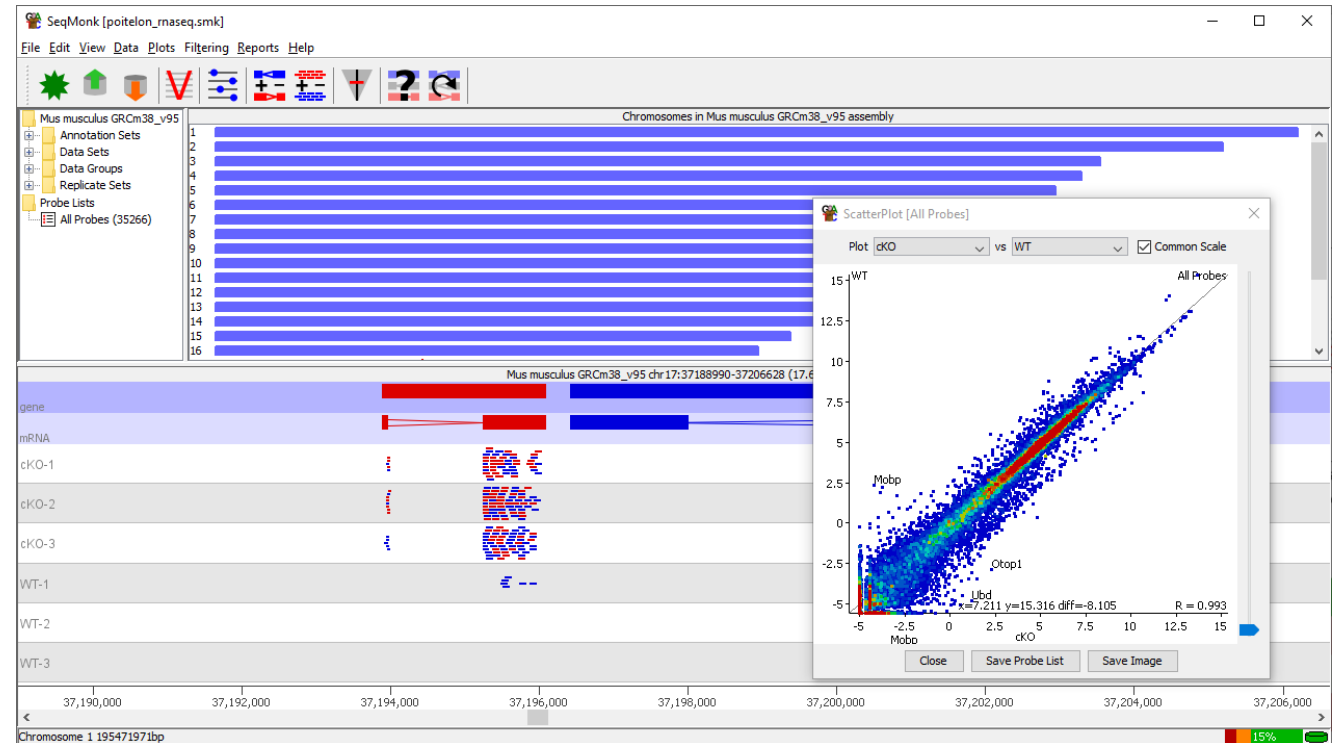 SeqMonk [poitelon_rnaseq.smk]
File Edit View Data Plots Filtering Reports Help
Mus musculus GRCm38_v95
Annotation Sets
Data Sets
Data Groups
Replicate Sets
Probe Lists
All Probes (35266)
Chromosomes in Mus musculus GRCm38_v95 assembly
1
2
3
4
5
6
7
8
9
10
11
12
13
14
15
16
ScatterPlot [All Probes]
Plot cKO vs WT Common Scale
WT
All Probes
15
12.5
10
7.5
5
2.5
0
-2.5
-5
Mobp
Otop1
Ubd
x=7.211 y=15.316 diff=-8.105 R = 0.993
-5 -2.5 0 2.5 5 7.5 10 12.5 15
Mobp
cKO
Close Save Probe List Save Image
Mus musculus GRCm38_v95 chr17:37188990-37206628 (17.6
gene
mRNA
cKO-1
cKO-2
cKO-3
WT-1
WT-2
WT-3
37,190,000 37,192,000 37,194,000 37,196,000 37,198,000 37,200,000 37,202,000 37,204,000 37,206,000
Chromosome 1 195471971bp
15%